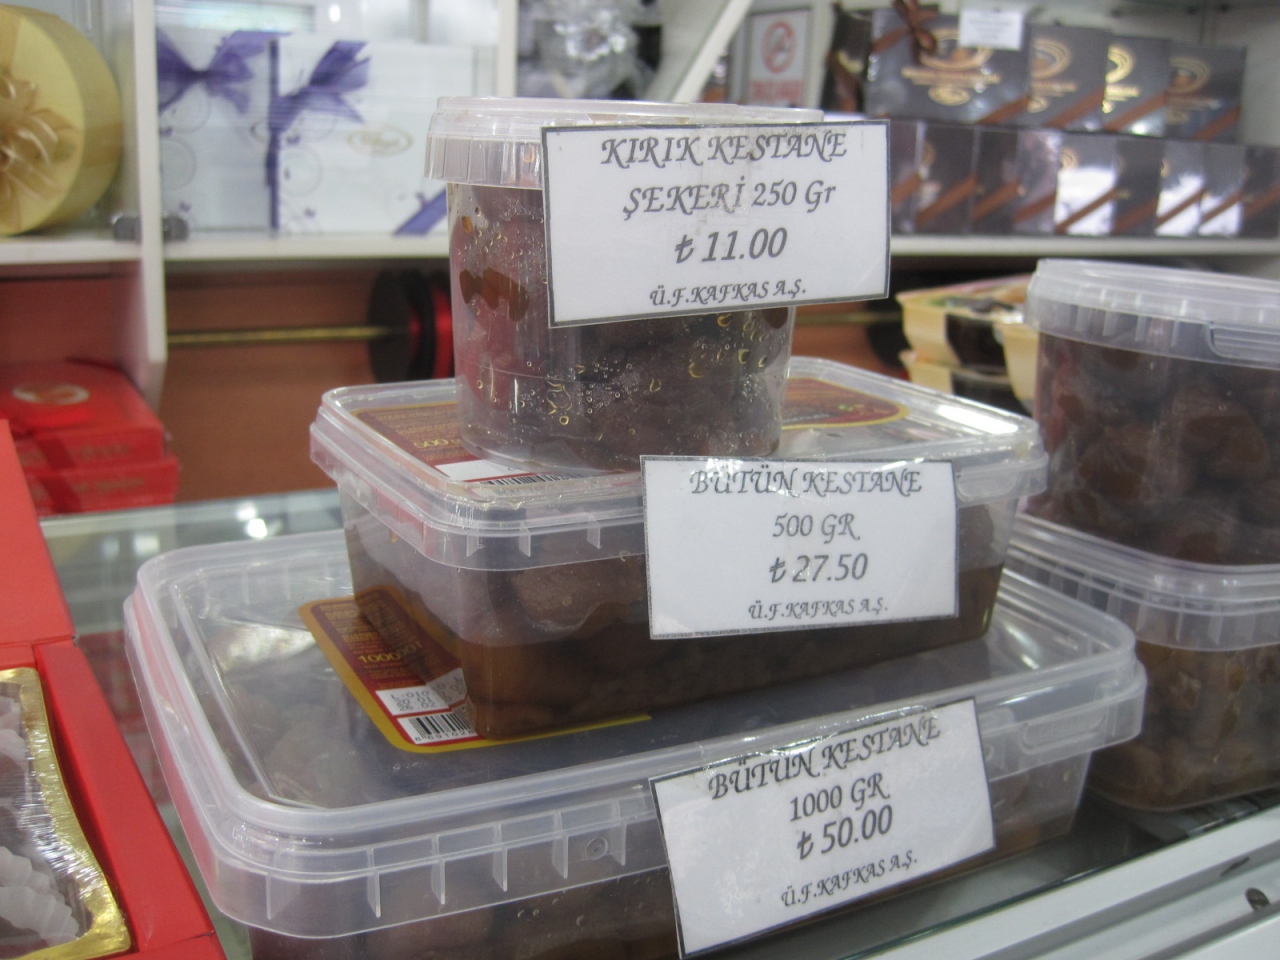 KIRIK KESTANE
ŞEKERİ 250 Gr
₺ 11.00
Ü.F.KAFKAS A.Ş.
BÜTÜN KESTANE
500 GR
₺ 27.50
Ü.F.KAFKAS A.Ş.
BÜTÜN KESTANE
1000 GR
₺ 50.00
Ü.F.KAFKAS A.Ş.